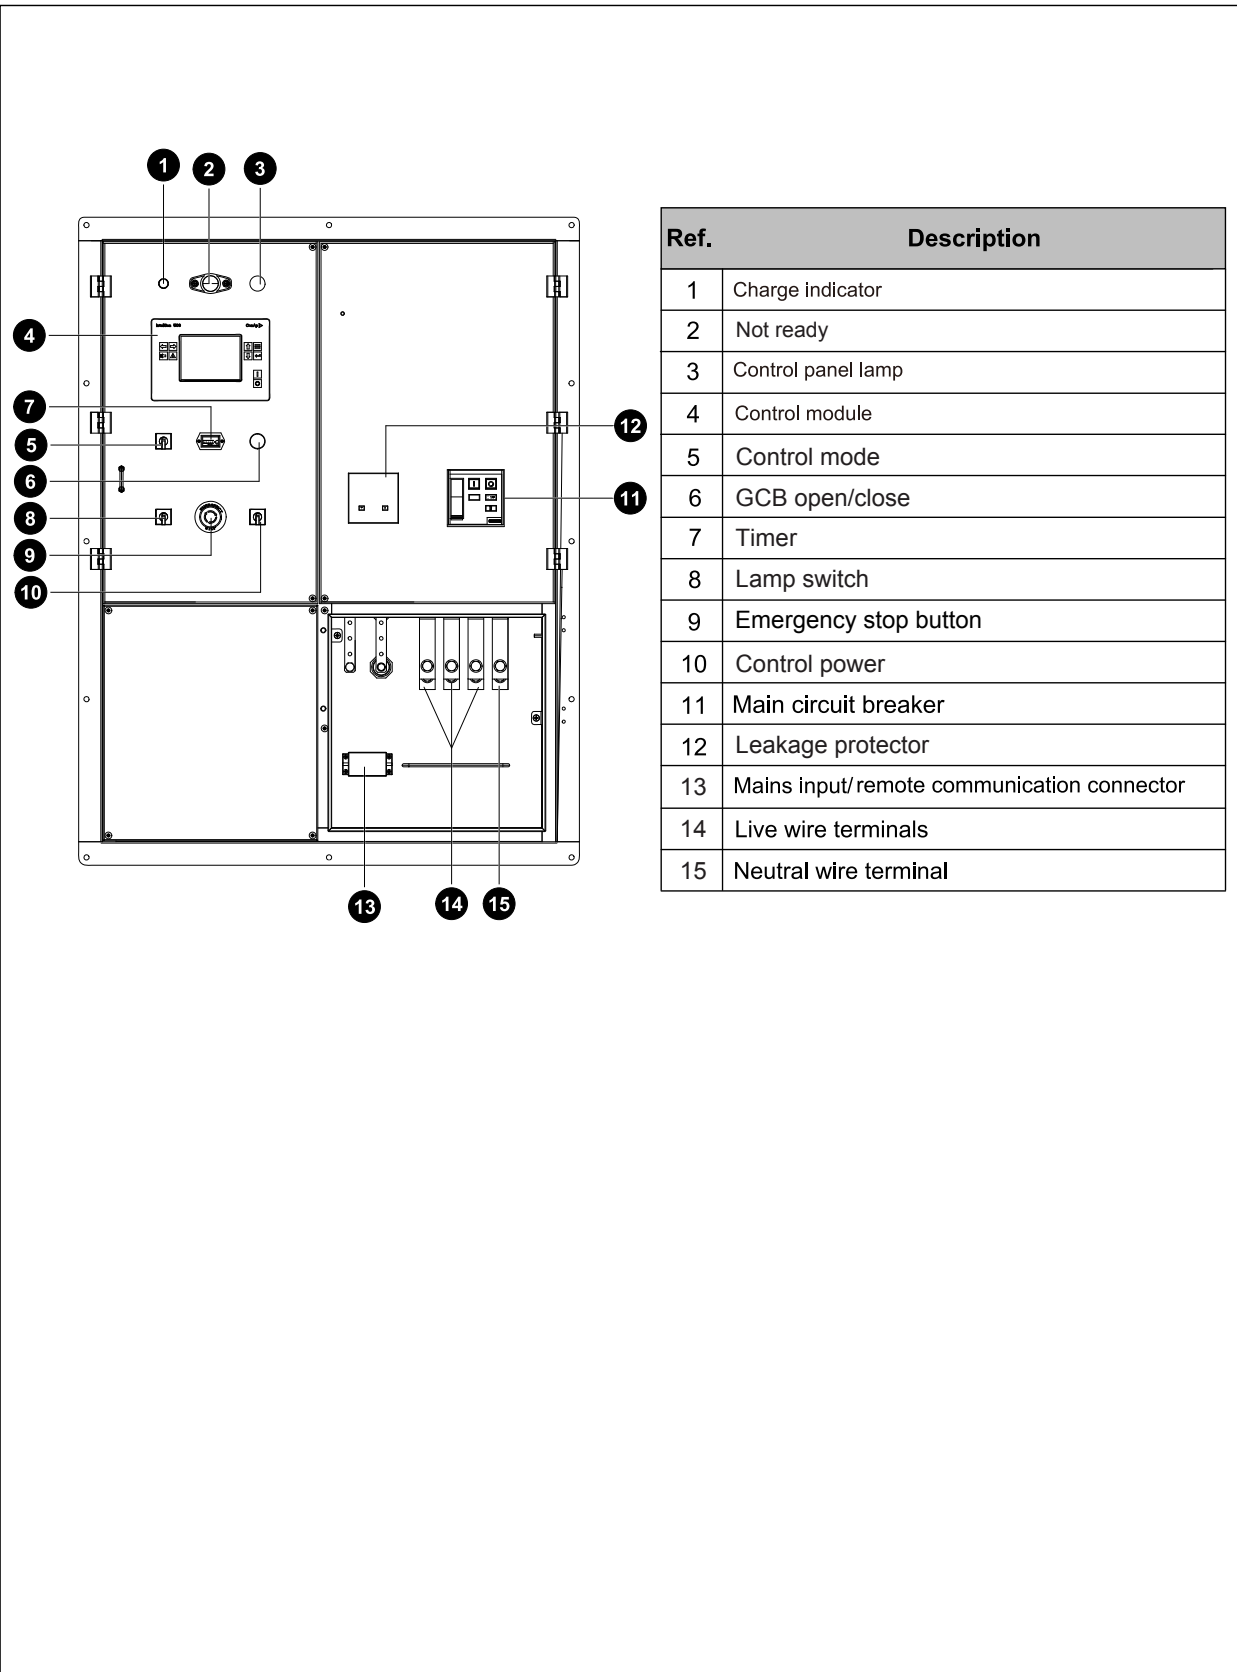 1
2
3
4
7
5
6
8
9
10
12
11
13
14
15
Ref. Description
1 Charge indicator
2 Not ready
3 Control panel lamp
4 Control module
5 Control mode
6 GCB open/close
7 Timer
8 Lamp switch
9 Emergency stop button
10 Control power
11 Main circuit breaker
12 Leakage protector
13 Mains input/remote communication connector
14 Live wire terminals
15 Neutral wire terminal